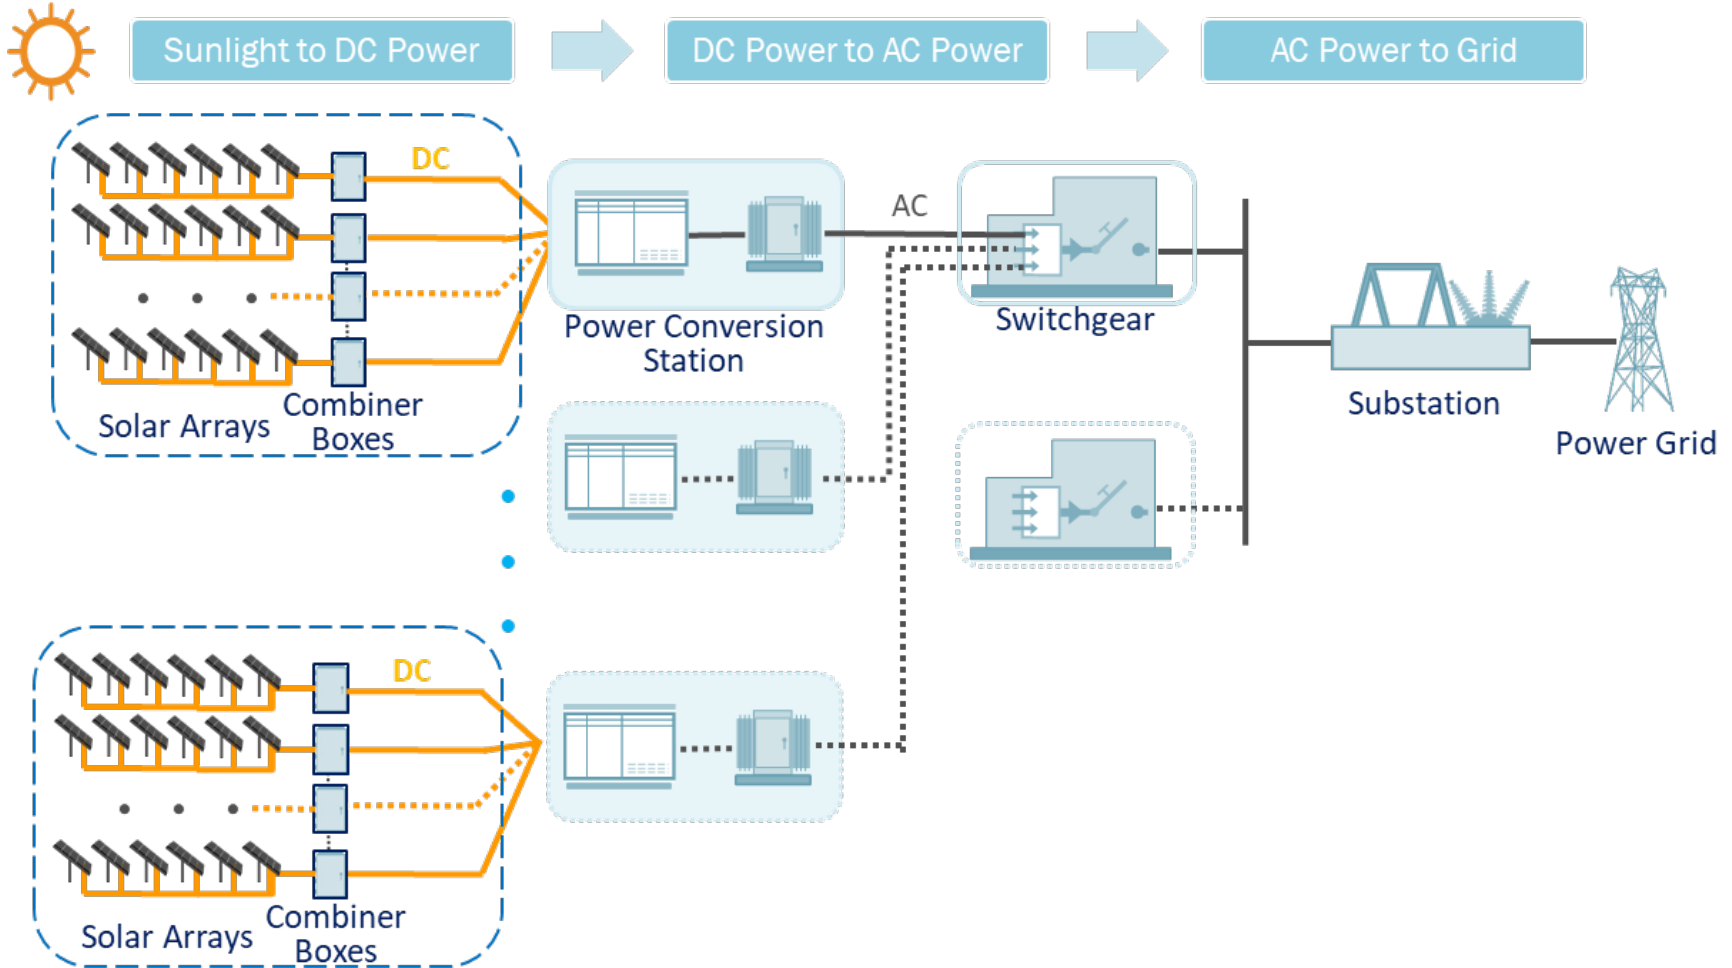 Sunlight to DC Power
DC Power to AC Power
AC Power to Grid
DC
AC
Power Conversion
Station
Switchgear
Solar Arrays
Combiner
Boxes
Substation
Power Grid
DC
Solar Arrays
Combiner
Boxes